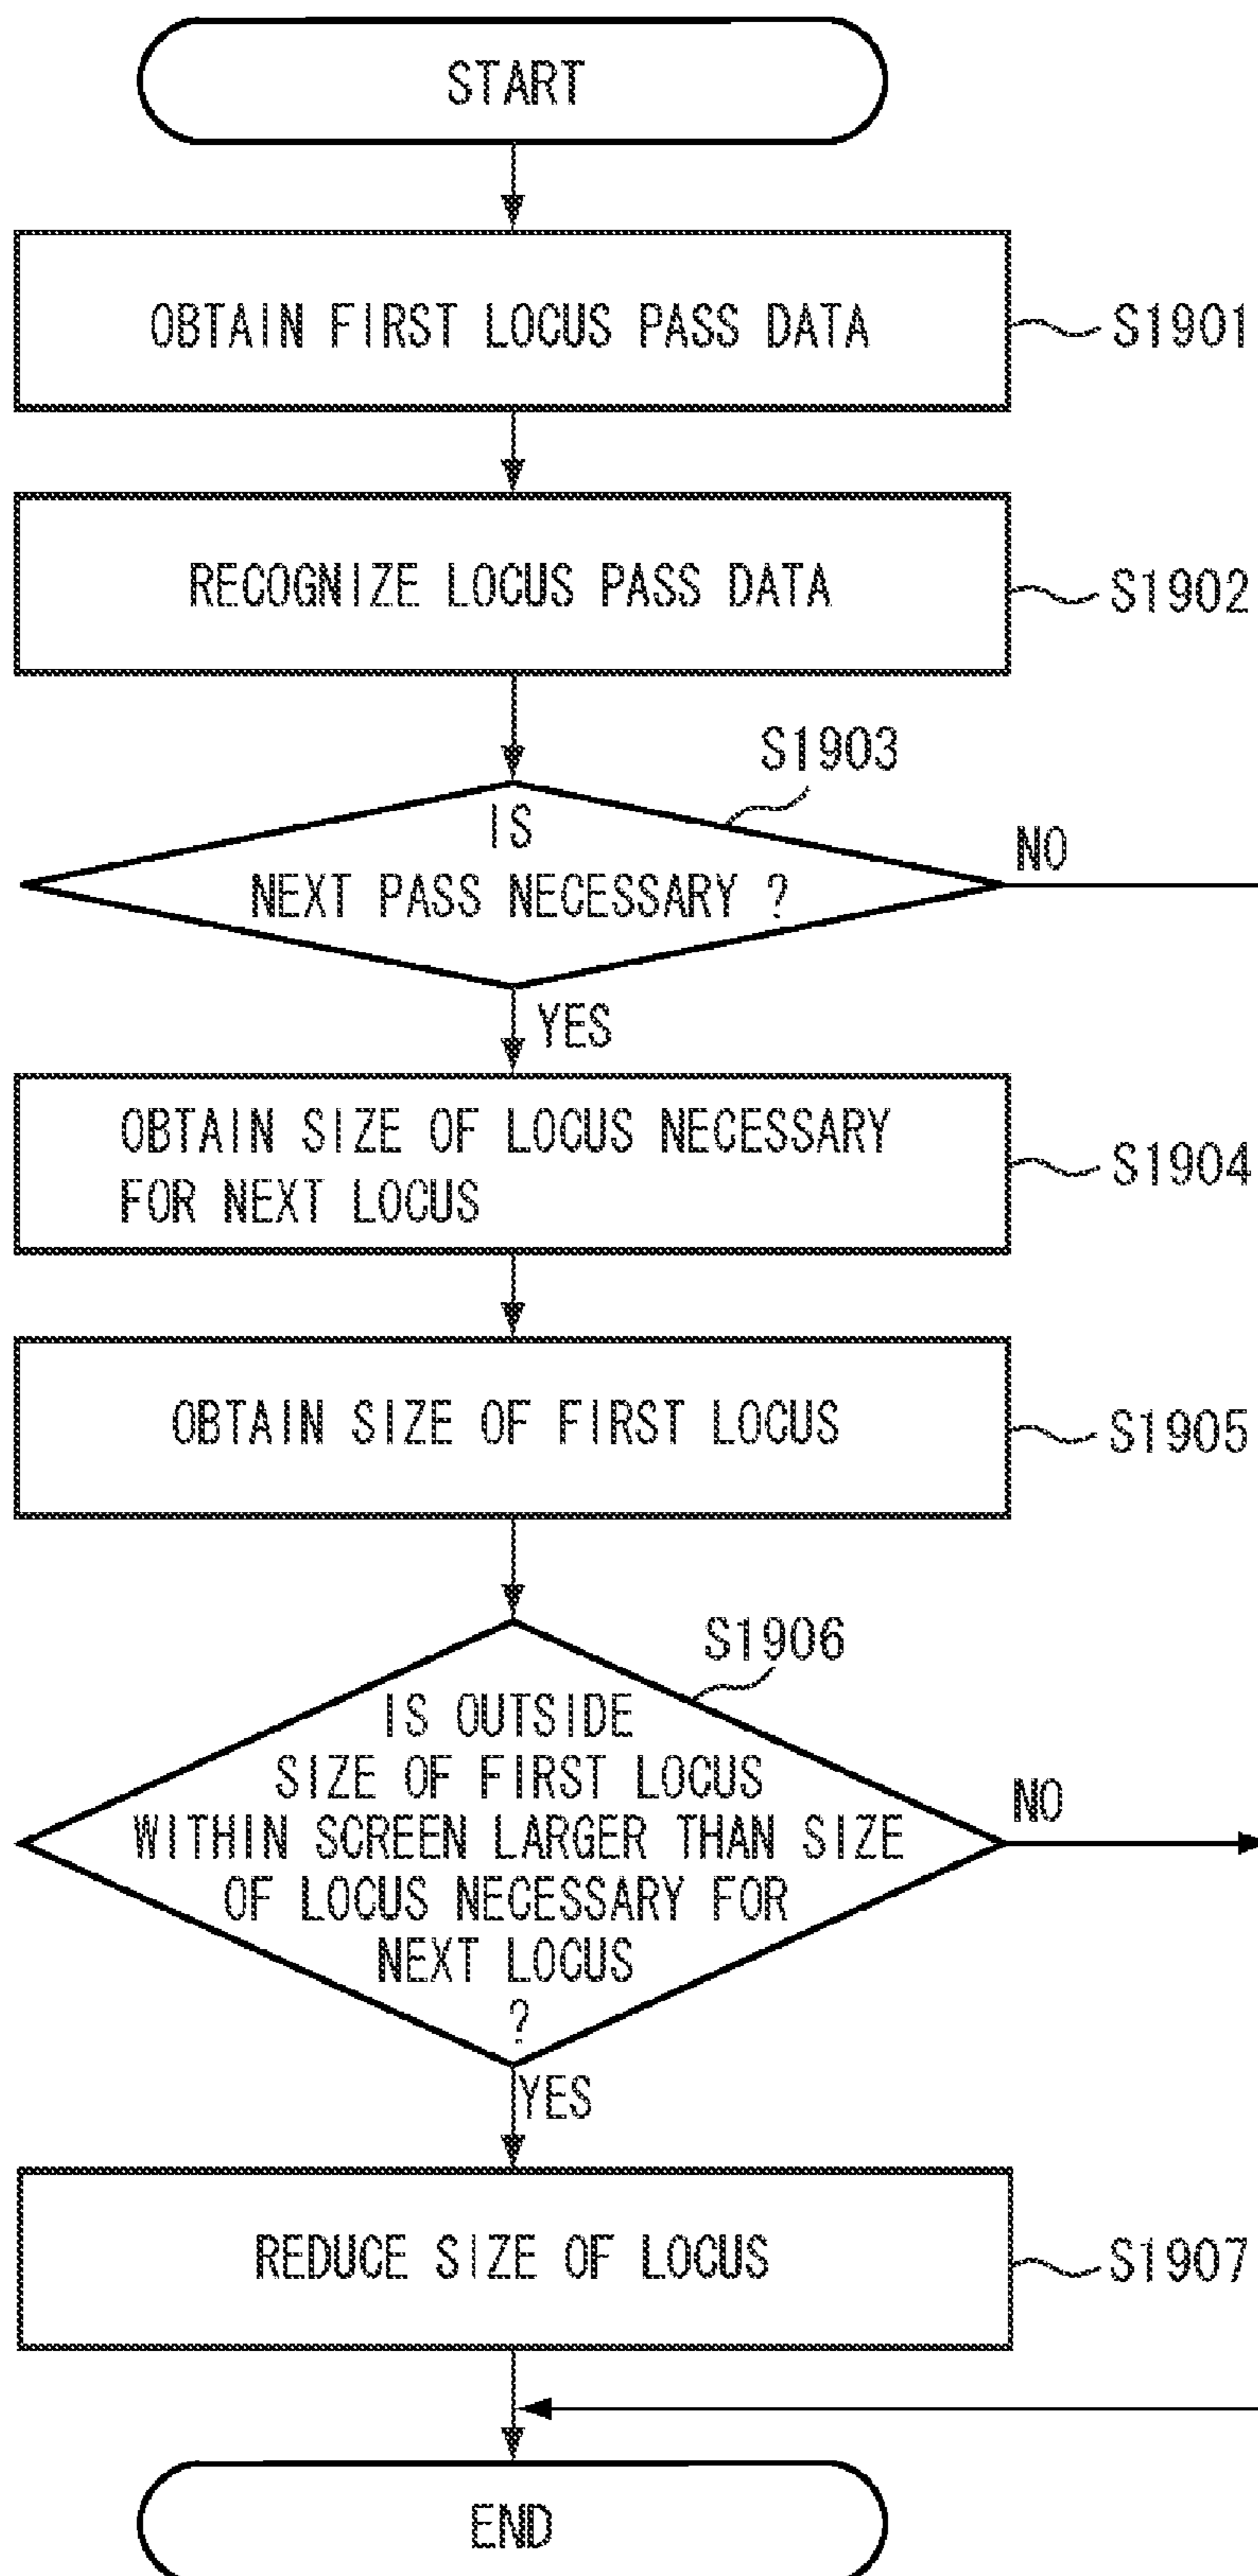 START
OBTAIN FIRST LOCUS PASS DATA
S1901
RECOGNIZE LOCUS PASS DATA
S1902
S1903
IS
NEXT PASS NECESSARY ?
NO
YES
OBTAIN SIZE OF LOCUS NECESSARY
FOR NEXT LOCUS
S1904
OBTAIN SIZE OF FIRST LOCUS
S1905
S1906
IS OUTSIDE
SIZE OF FIRST LOCUS
WITHIN SCREEN LARGER THAN SIZE
OF LOCUS NECESSARY FOR
NEXT LOCUS
?
NO
YES
REDUCE SIZE OF LOCUS
S1907
END